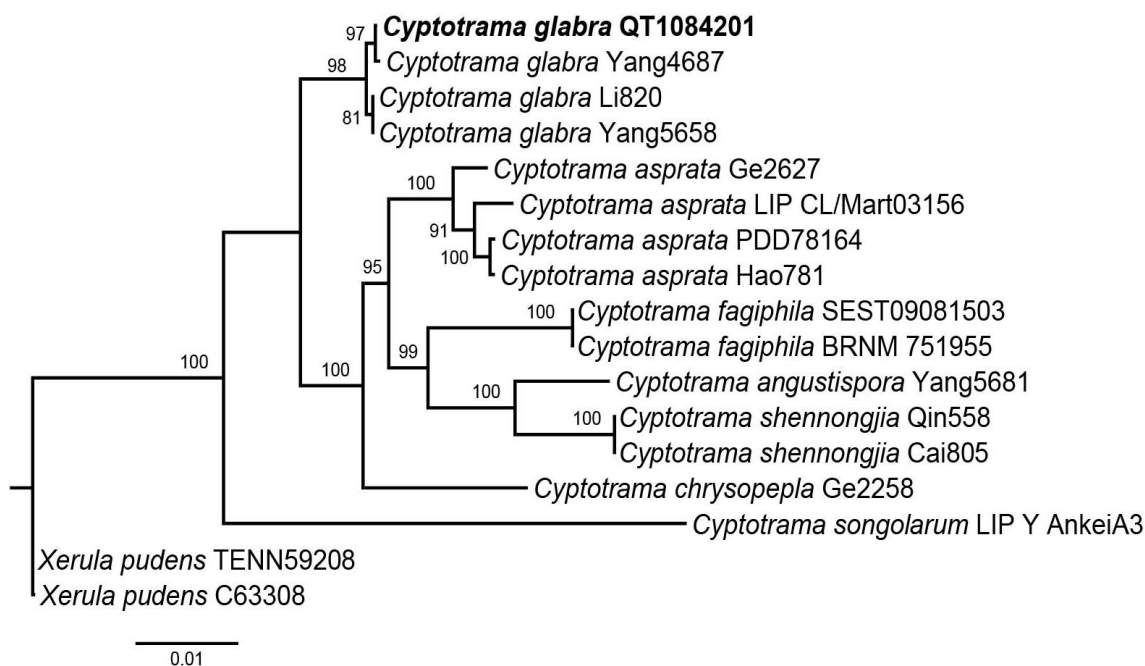 Cyptotrama glabra QT1084201
97
Cyptotrama glabra Yang4687
98
Cyptotrama glabra Li820
81
Cyptotrama glabra Yang5658
Cyptotrama asprata Ge2627
100
Cyptotrama asprata LIP CL/Mart03156
91
Cyptotrama asprata PDD78164
100
95
Cyptotrama asprata Hao781
100
Cyptotrama fagiphila SEST09081503
99
Cyptotrama fagiphila BRNM 751955
100
100
100
Cyptotrama angustispora Yang5681
100
Cyptotrama shennongjia Qin558
Cyptotrama shennongjia Cai805
Cyptotrama chrysopepla Ge2258
Cyptotrama songolarum LIP Y AnkeiA3
Xerula pudens TENN59208
Xerula pudens C63308
0.01